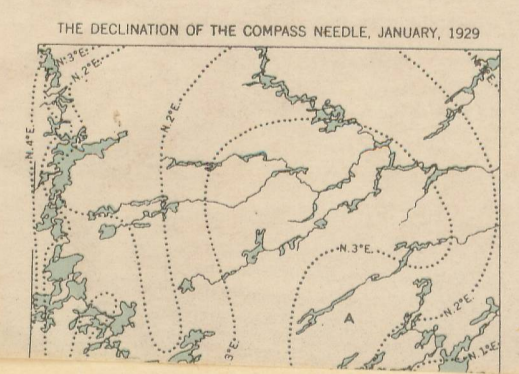 THE DECLINATION OF THE COMPASS NEEDLE, JANUARY, 1929
N.3°E.
N.2°E.
N.4°E.
N.2°E.
N.3°E.
A
N.2°E.
3°E.
N.1°E.